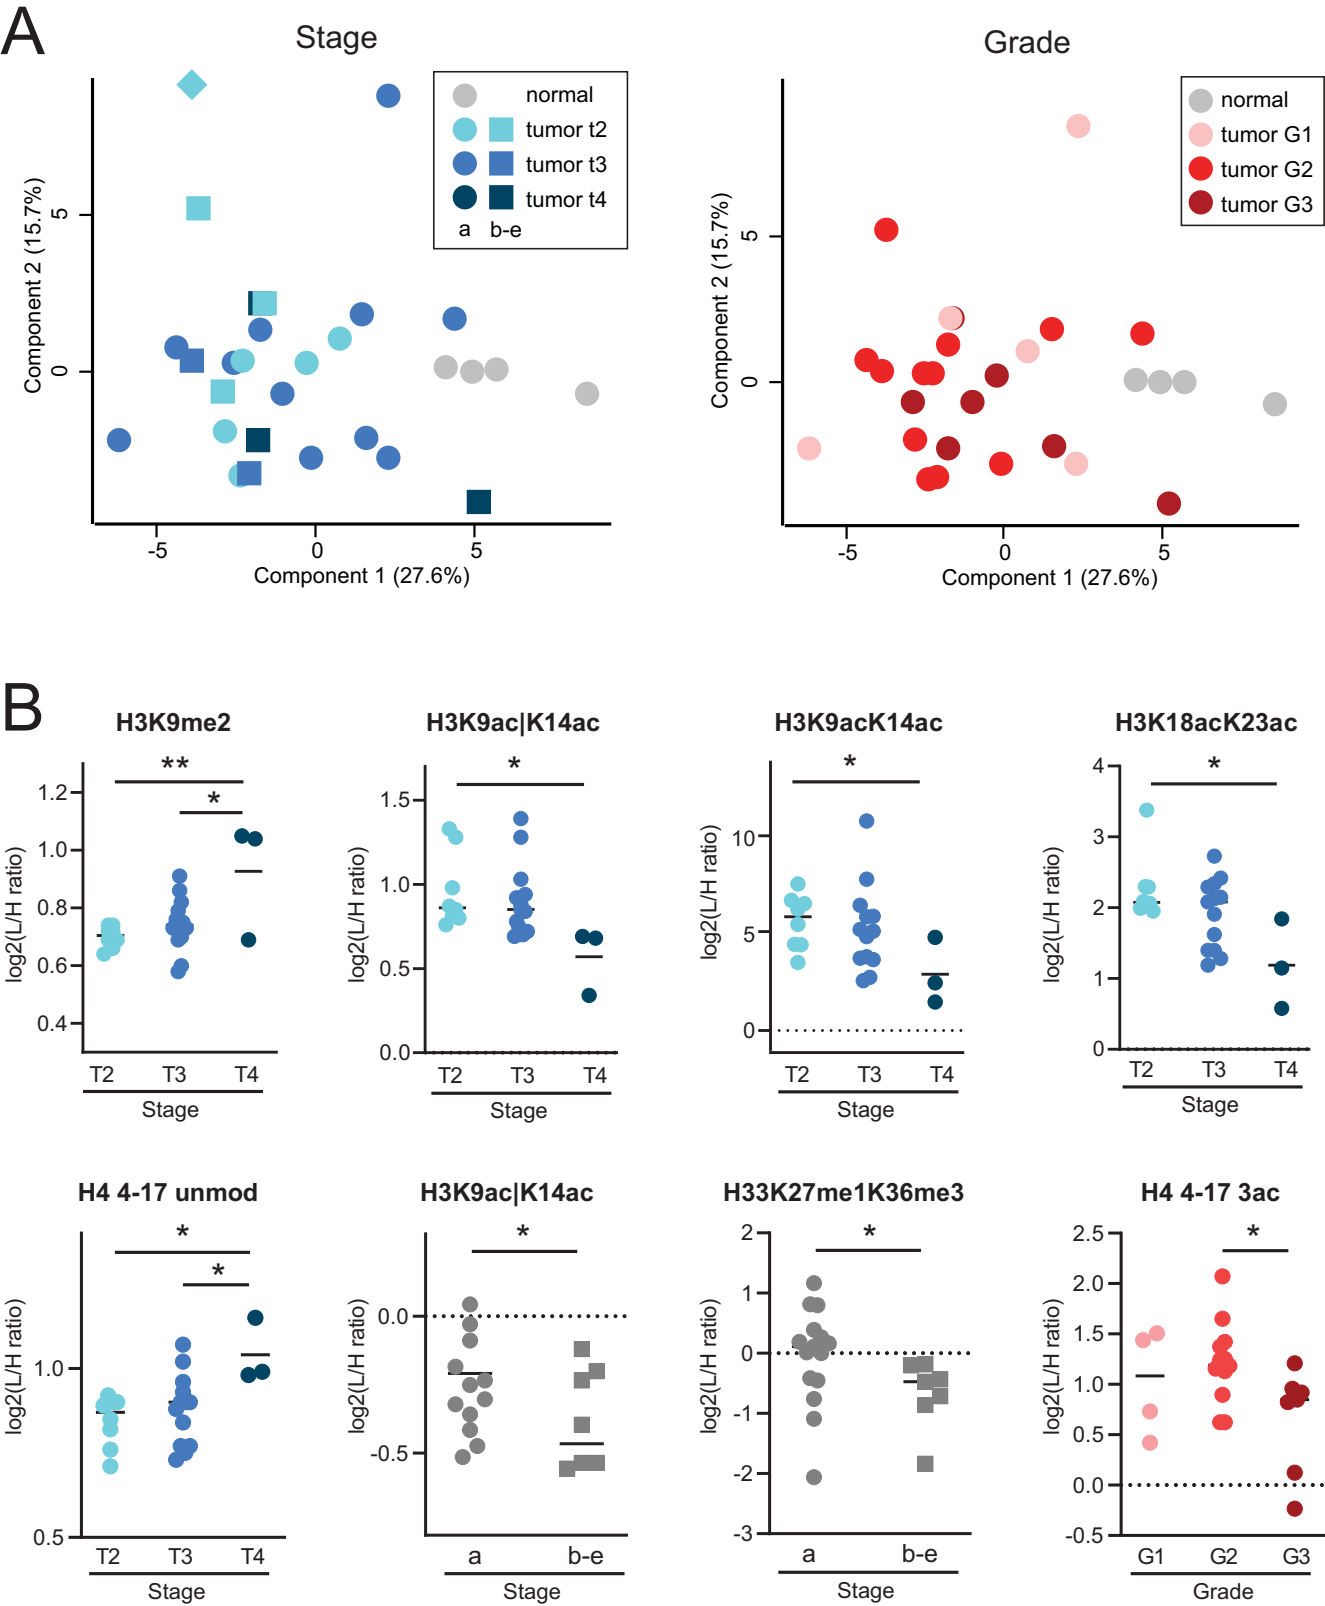 A
Stage
Component 2 (15.7%)
5
0
-5
0
5
Component 1 (27.6%)
normal
tumor t2
tumor t3
tumor t4
a b-e
Grade
Component 2 (15.7%)
5
0
-5
0
5
Component 1 (27.6%)
normal
tumor G1
tumor G2
tumor G3
B
H3K9me2
**
*
log2(L/H ratio)
1.2
1.0
0.8
0.6
0.4
T2 T3 T4
Stage
H3K9ac|K14ac
*
log2(L/H ratio)
1.5
1.0
0.5
0.0
T2 T3 T4
Stage
H3K9acK14ac
*
log2(L/H ratio)
10
5
0
T2 T3 T4
Stage
H3K18acK23ac
*
log2(L/H ratio)
4
3
2
1
0
T2 T3 T4
Stage
H4 4-17 unmod
*
*
log2(L/H ratio)
1.0
0.5
T2 T3 T4
Stage
H3K9ac|K14ac
*
log2(L/H ratio)
0.0
-0.5
a b-e
Stage
H33K27me1K36me3
*
log2(L/H ratio)
2
1
0
-1
-2
-3
a b-e
Stage
H4 4-17 3ac
*
log2(L/H ratio)
2.5
2.0
1.5
1.0
0.5
0.0
-0.5
G1 G2 G3
Grade